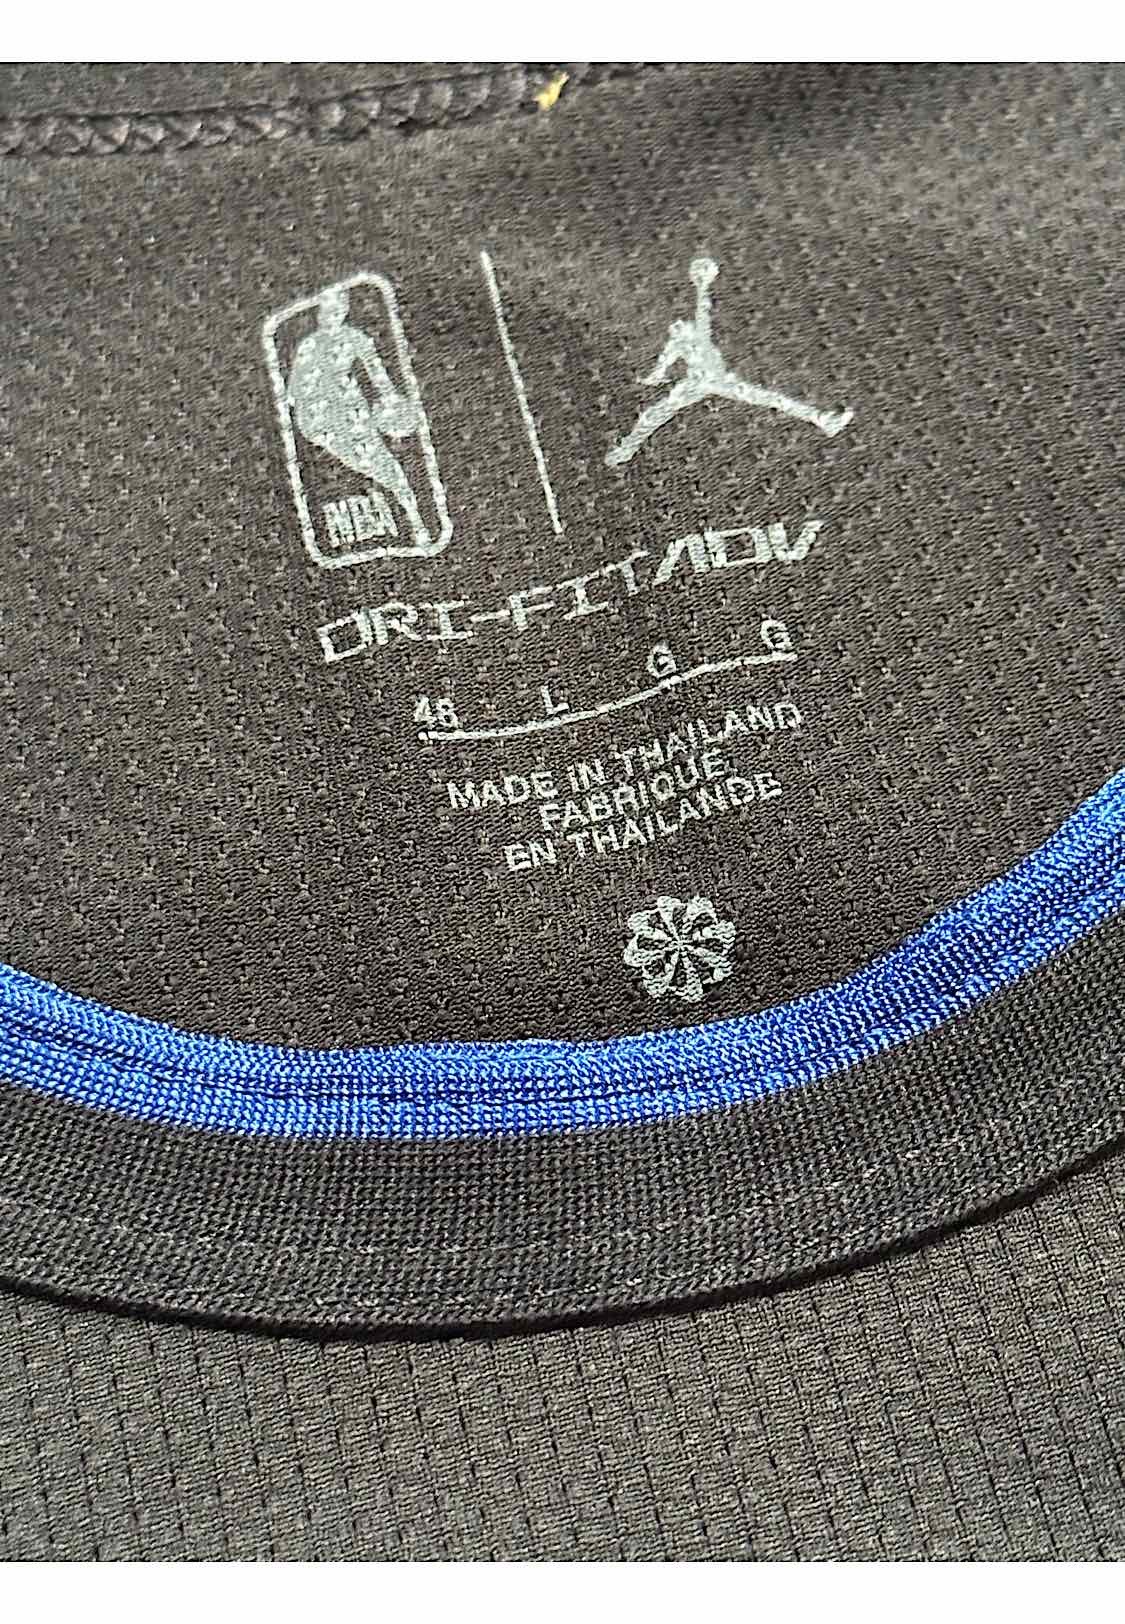 NBA
DRI-FIT ADV
48 L G G
MADE IN THAILAND
FABRIQUE
EN THAILANDE